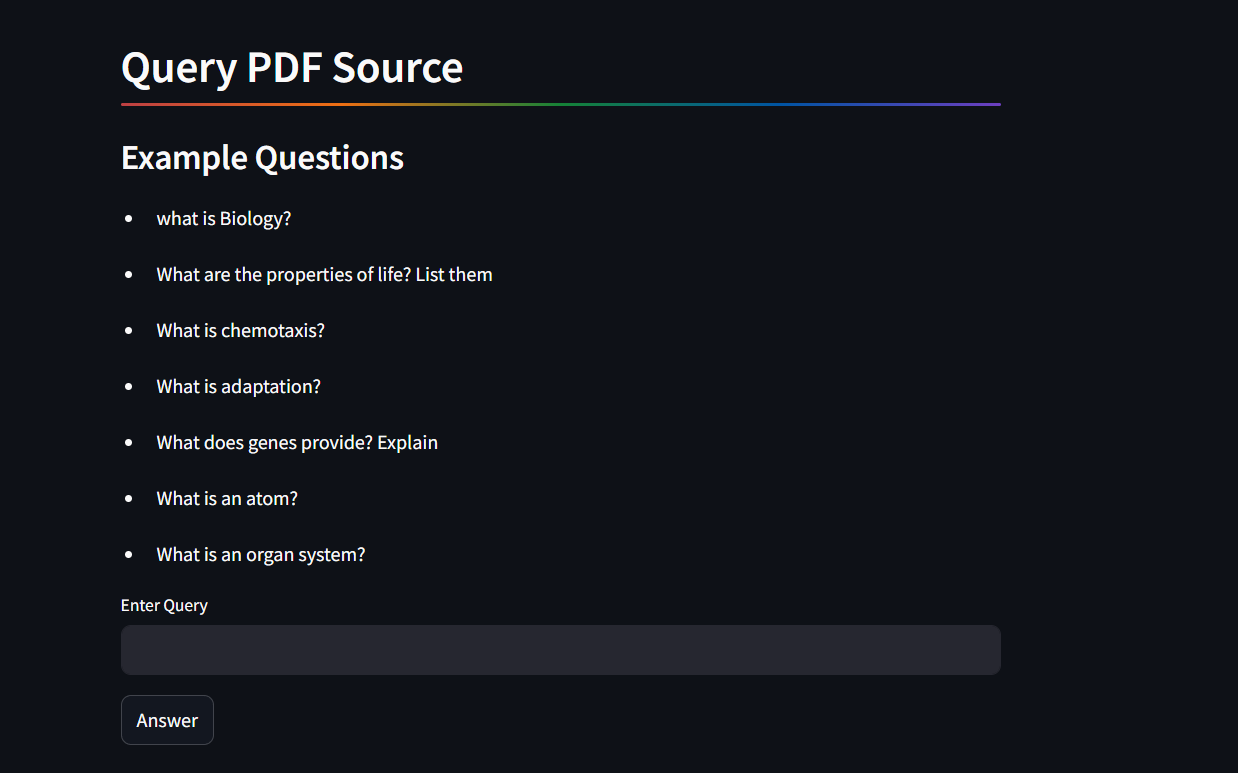 Query PDF Source
Example Questions
what is Biology?
What are the properties of life? List them
What is chemotaxis?
What is adaptation?
What does genes provide? Explain
What is an atom?
What is an organ system?
Enter Query
Answer